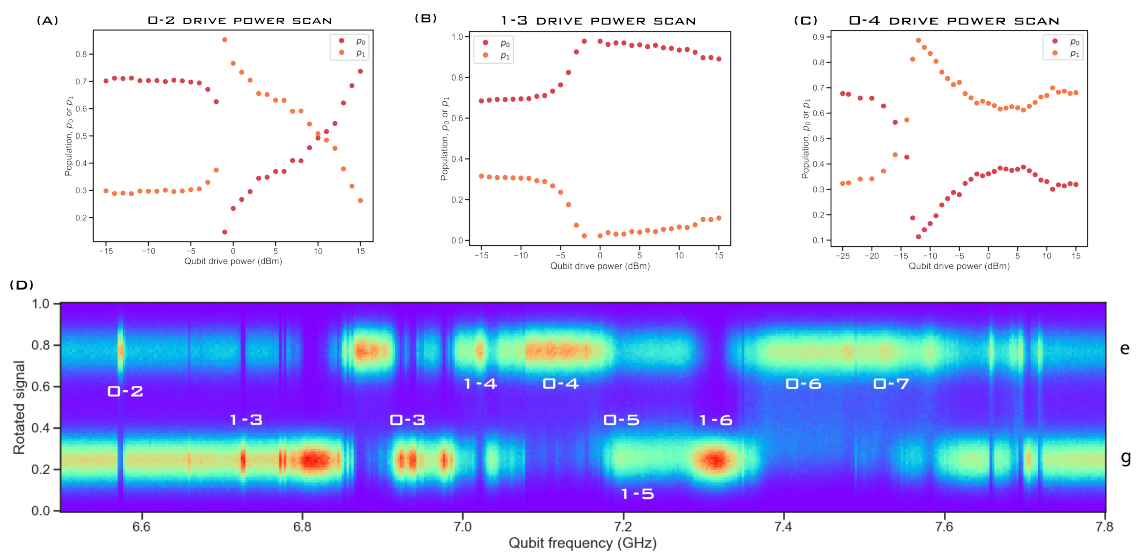 (A) 0-2 DRIVE POWER SCAN
p0
p1
Population, p0 or p1
0.8
0.7
0.6
0.5
0.4
0.3
0.2
−15 −10 −5 0 5 10 15
Qubit drive power (dBm)
(B) 1-3 DRIVE POWER SCAN
p0
p1
Population, p0 or p1
1.0
0.8
0.6
0.4
0.2
0.0
−15 −10 −5 0 5 10 15
Qubit drive power (dBm)
(C) 0-4 DRIVE POWER SCAN
p0
p1
Population, p0 or p1
0.9
0.8
0.7
0.6
0.5
0.4
0.3
0.2
0.1
−25 −20 −15 −10 −5 0 5 10 15
Qubit drive power (dBm)
(D)
Rotated signal
1.0
0.8
0.6
0.4
0.2
0.0
e
0-2 1-4 0-4 0-6 0-7
1-3 0-3 0-5 1-6
g
1-5
6.6 6.8 7.0 7.2 7.4 7.6 7.8
Qubit frequency (GHz)